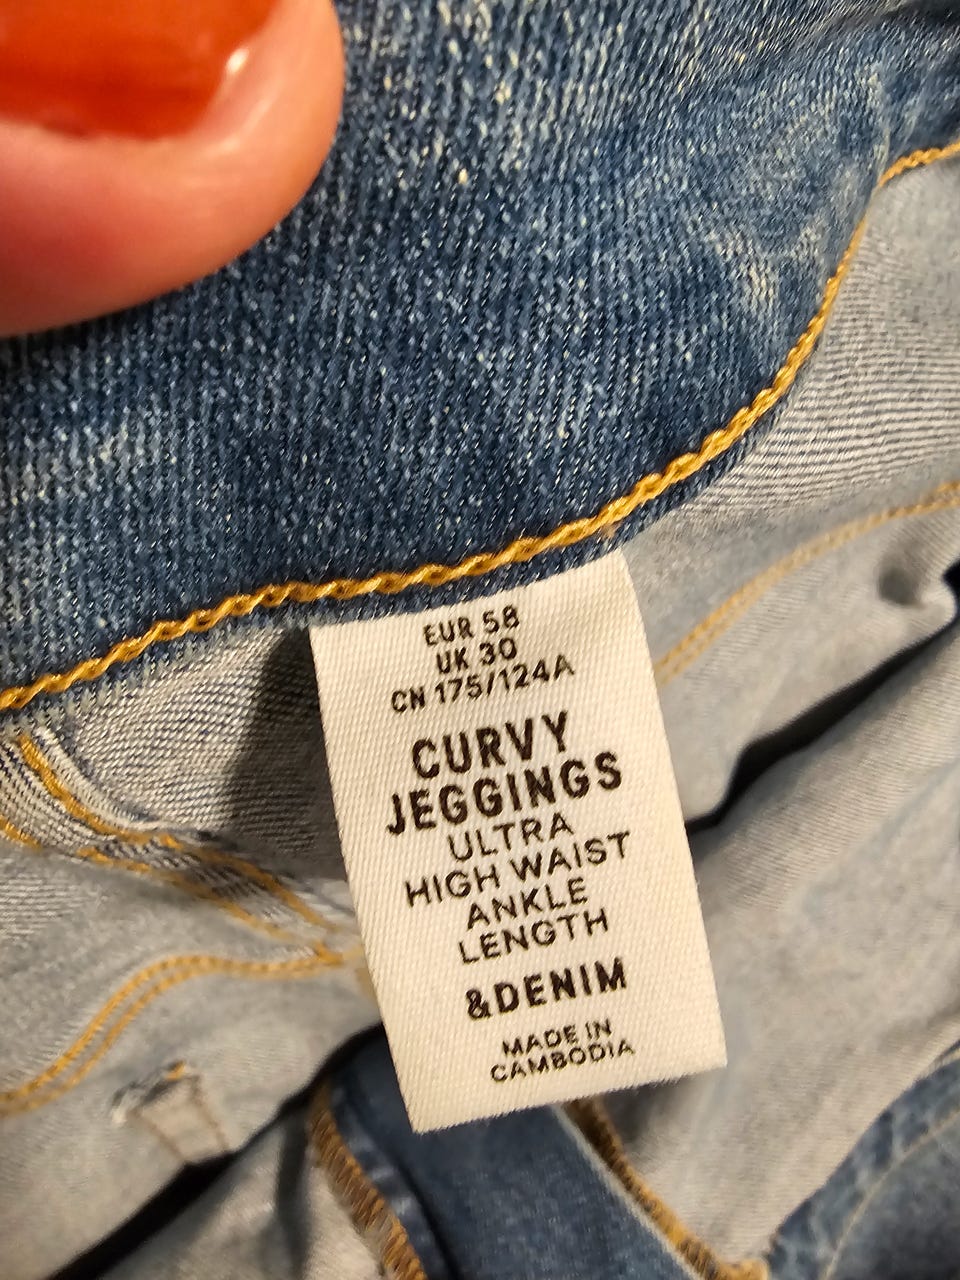 EUR 58
UK 30
CN 175/124A
CURVY
JEGGINGS
ULTRA
HIGH WAIST
ANKLE
LENGTH
&DENIM
MADE IN
CAMBODIA